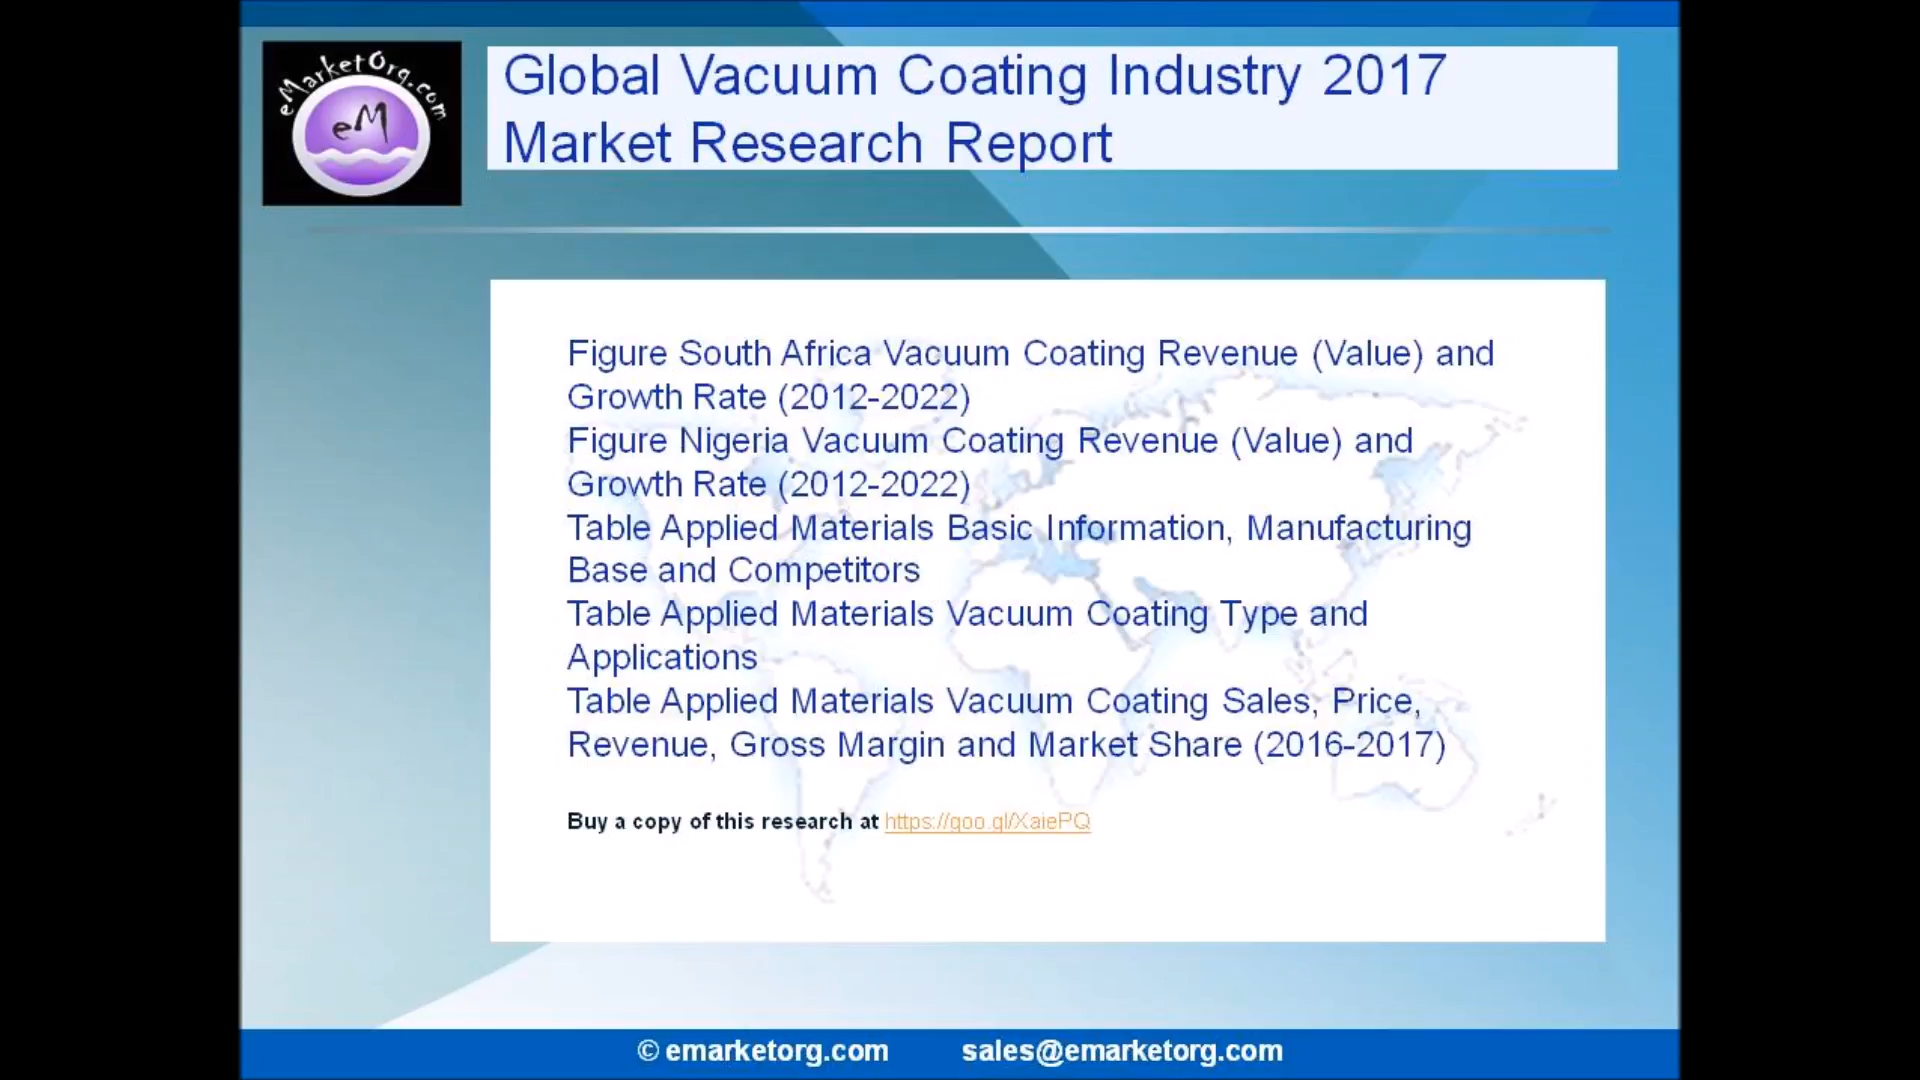 eMarketOrg.com
eM
Global Vacuum Coating Industry 2017
Market Research Report
Figure South Africa Vacuum Coating Revenue (Value) and
Growth Rate (2012-2022)
Figure Nigeria Vacuum Coating Revenue (Value) and
Growth Rate (2012-2022)
Table Applied Materials Basic Information, Manufacturing
Base and Competitors
Table Applied Materials Vacuum Coating Type and
Applications
Table Applied Materials Vacuum Coating Sales, Price,
Revenue, Gross Margin and Market Share (2016-2017)
Buy a copy of this research at https://goo.gl/XaiePQ
© emarketorg.com sales@emarketorg.com